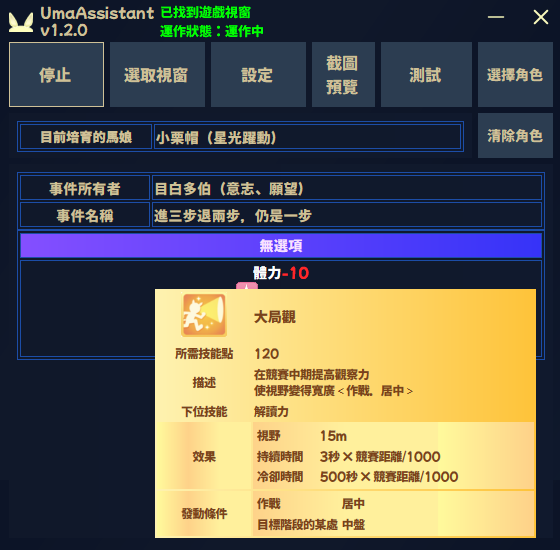 UmaAssistant
v1.2.0
已找到遊戲視窗
運作狀態：運作中
停止
選取視窗
設定
截圖
預覽
測試
選擇角色
目前培育的馬娘
小栗帽（星光躍動）
清除角色
事件所有者
目白多伯（意志、願望）
事件名稱
進三步退兩步，仍是一步
無選項
體力-10
大局觀
所需技能點
120
描述
在競賽中期提高觀察力
使視野變得寬廣<作戰，居中>
下位技能
解讀力
效果
視野 15m
持續時間 3秒×競賽距離/1000
冷卻時間 500秒×競賽距離/1000
發動條件
作戰 居中
目標階段的某處 中盤